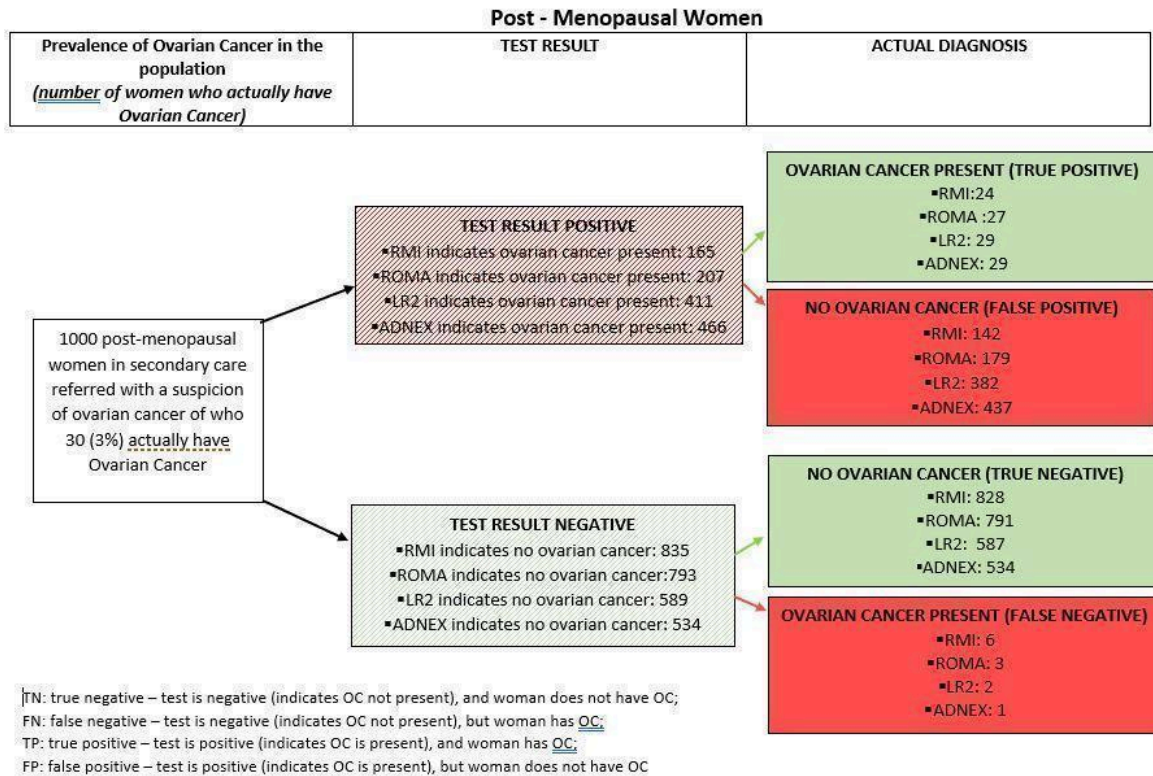 Post - Menopausal Women
Prevalence of Ovarian Cancer in the
population
(number of women who actually have
Ovarian Cancer)
TEST RESULT
ACTUAL DIAGNOSIS
1000 post-menopausal
women in secondary care
referred with a suspicion
of ovarian cancer of who
30 (3%) actually have
Ovarian Cancer
TEST RESULT POSITIVE
▪RMI indicates ovarian cancer present: 165
▪ROMA indicates ovarian cancer present: 207
▪LR2 indicates ovarian cancer present: 411
▪ADNEX indicates ovarian cancer present: 466
OVARIAN CANCER PRESENT (TRUE POSITIVE)
▪RMI:24
▪ROMA :27
▪LR2: 29
▪ADNEX: 29
NO OVARIAN CANCER (FALSE POSITIVE)
▪RMI: 142
▪ROMA: 179
▪LR2: 382
▪ADNEX: 437
TEST RESULT NEGATIVE
▪RMI indicates no ovarian cancer: 835
▪ROMA indicates no ovarian cancer:793
▪LR2 indicates no ovarian cancer: 589
▪ADNEX indicates no ovarian cancer: 534
NO OVARIAN CANCER (TRUE NEGATIVE)
▪RMI: 828
▪ROMA: 791
▪LR2: 587
▪ADNEX: 534
OVARIAN CANCER PRESENT (FALSE NEGATIVE)
▪RMI: 6
▪ROMA: 3
▪LR2: 2
▪ADNEX: 1
TN: true negative – test is negative (indicates OC not present), and woman does not have OC;
FN: false negative – test is negative (indicates OC not present), but woman has OC;
TP: true positive – test is positive (indicates OC is present), and woman has OC;
FP: false positive – test is positive (indicates OC is present), but woman does not have OC